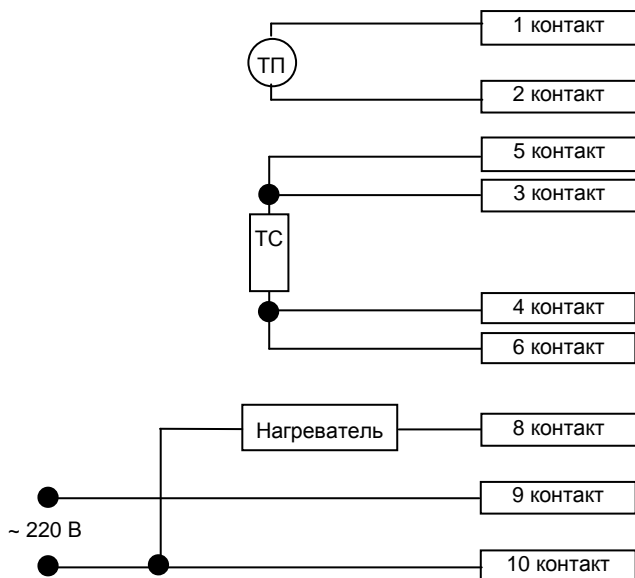 1 контакт
ТП
2 контакт
5 контакт
3 контакт
ТС
4 контакт
6 контакт
Нагреватель
8 контакт
9 контакт
~ 220 В
10 контакт